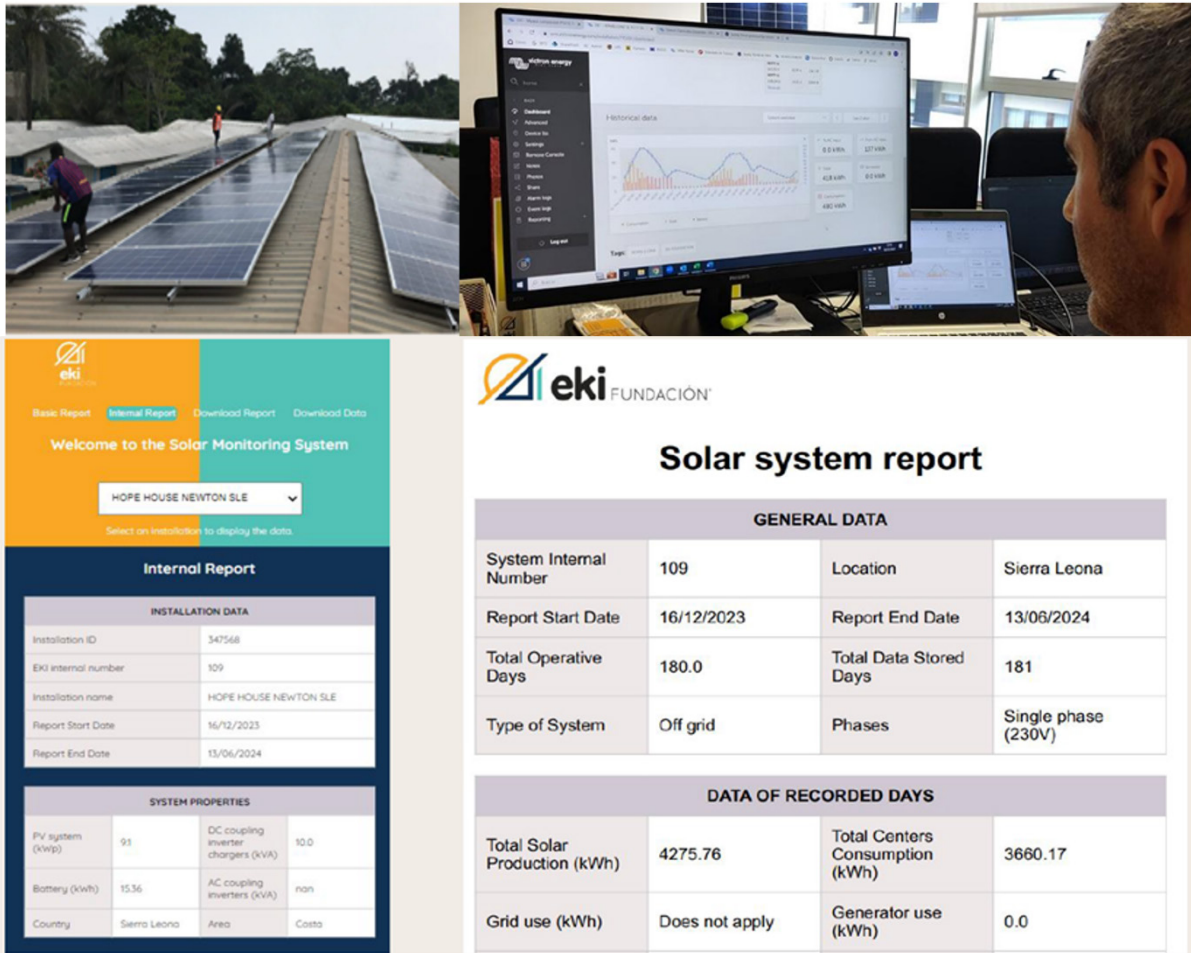 victron energy
Dashboard
Advanced
Device list
Settings
Remote Console
Notes
Photos
Share
Alarm logs
Event logs
Reporting
Log out
Historical data
0.0 kWh
0.0 kWh
Tags:
PHILIPS
hp
eki
FUNDACIÓN
Basic Report Internal Report Download Report Download Data
Welcome to the Solar Monitoring System
HOPE HOUSE NEWTON SLE
Select an installation to display the data.
Internal Report
INSTALLATION DATA
Installation ID 347568
EKI internal number 109
Installation name HOPE HOUSE NEWTON SLE
Report Start Date 16/12/2023
Report End Date 13/06/2024
SYSTEM PROPERTIES
PV system
(kWp)
9.1
DC coupling
inverter
chargers (kVA)
10.0
Battery (kWh)
15.36
AC coupling
inverters (kVA)
nan
Country Sierra Leona Area Costa
eki FUNDACIÓN
Solar system report
GENERAL DATA
System Internal
Number
109
Location
Sierra Leona
Report Start Date 16/12/2023 Report End Date 13/06/2024
Total Operative
Days
180.0
Total Data Stored
Days
181
Type of System
Off grid
Phases
Single phase
(230V)
DATA OF RECORDED DAYS
Total Solar
Production (kWh)
4275.76
Total Centers
Consumption
(kWh)
3660.17
Grid use (kWh)
Does not apply
Generator use
(kWh)
0.0